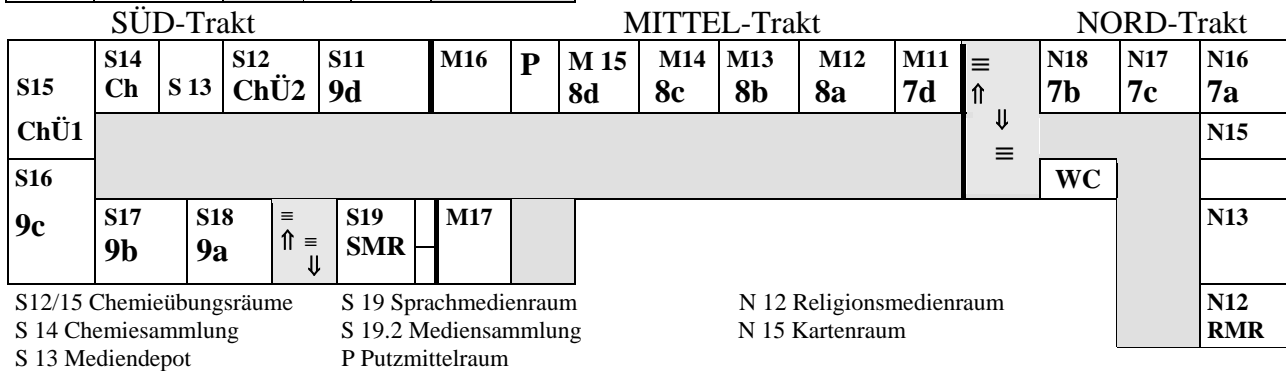 SÜD-Trakt MITTEL-Trakt NORD-Trakt
S14 S12 S11 M16 P M 15 M14 M13 M12 M11 ≡ N18 N17 N16
S15 Ch S 13 ChÜ2 9d 8d 8c 8b 8a 7d ⇑ 7b 7c 7a
ChÜ1 ⇓ N15
≡
S16 WC
9c S17 S18 ≡ S19 M17 N13
9b 9a ⇑ ≡ SMR
⇓
S12/15 Chemieübungsräume S 19 Sprachmedienraum N 12 Religionsmedienraum N12
S 14 Chemiesammlung S 19.2 Mediensammlung N 15 Kartenraum RMR
S 13 Mediendepot P Putzmittelraum